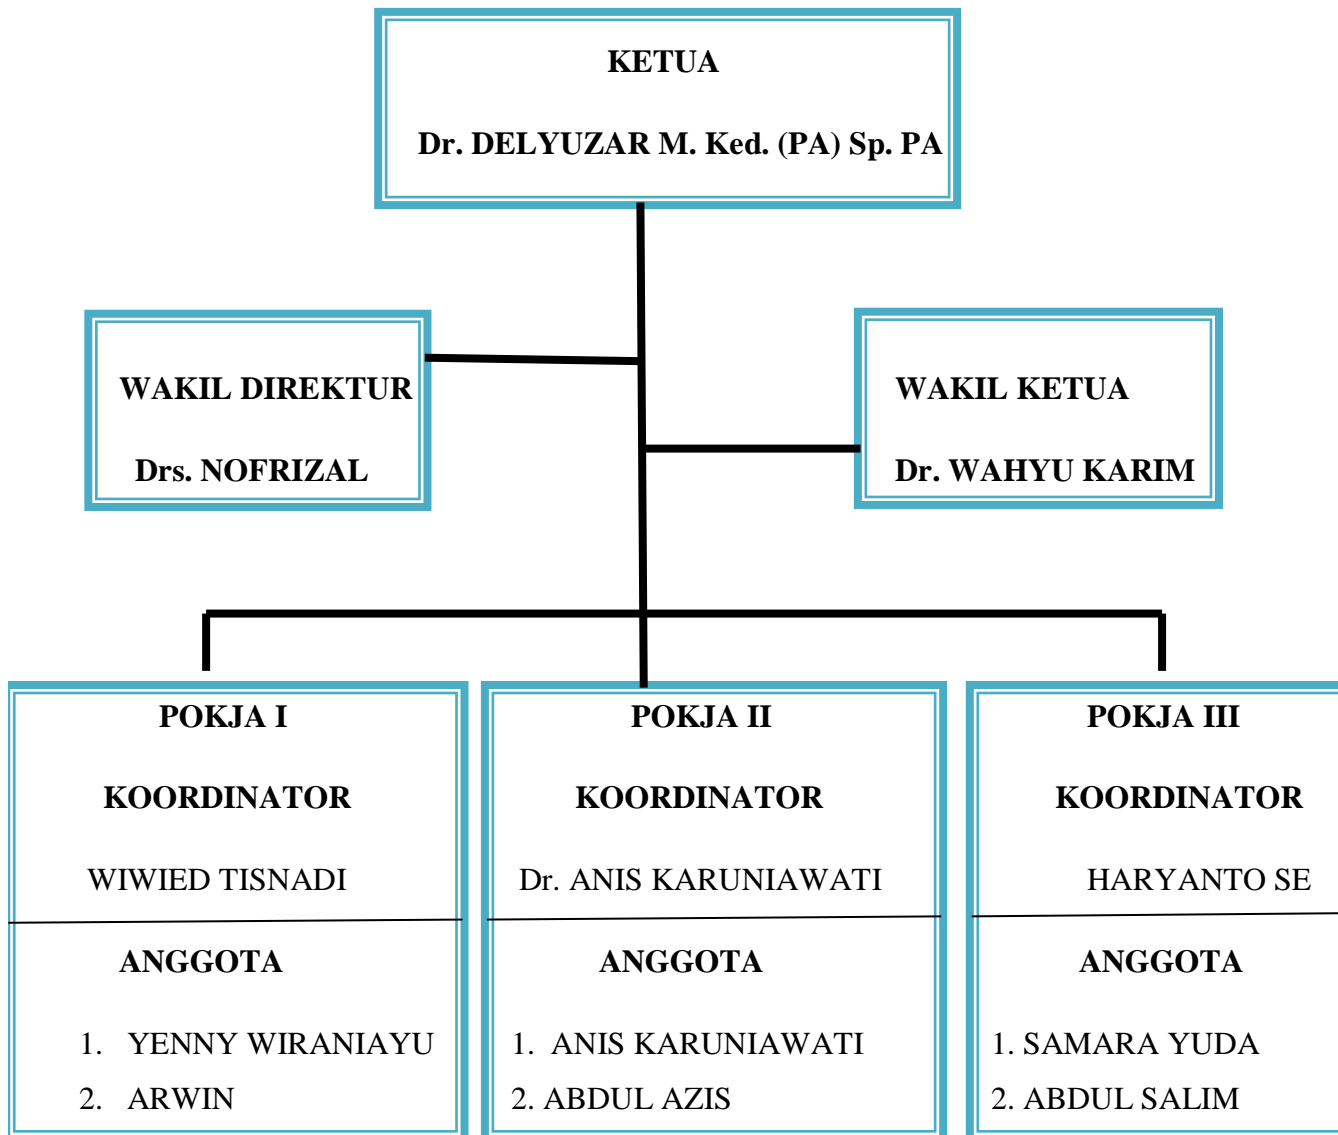 KETUA
Dr. DELYUZAR M. Ked. (PA) Sp. PA
WAKIL DIREKTUR
Drs. NOFRIZAL
WAKIL KETUA
Dr. WAHYU KARIM
POKJA I
KOORDINATOR
WIWIED TISNADI
ANGGOTA
1. YENNY WIRANIAYU
2. ARWIN
POKJA II
KOORDINATOR
Dr. ANIS KARUNIAWATI
ANGGOTA
1. ANIS KARUNIAWATI
2. ABDUL AZIS
POKJA III
KOORDINATOR
HARYANTO SE
ANGGOTA
1. SAMARA YUDA
2. ABDUL SALIM